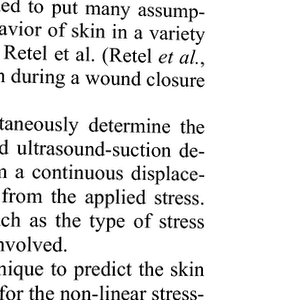 ed to put many assump-
avior of skin in a variety
Retel et al. (Retel et al.,
during a wound closure
taneously determine the
ultrasound-suction de-
a continuous displace-
from the applied stress.
ch as the type of stress
nvolved.
nique to predict the skin
for the non-linear stress-